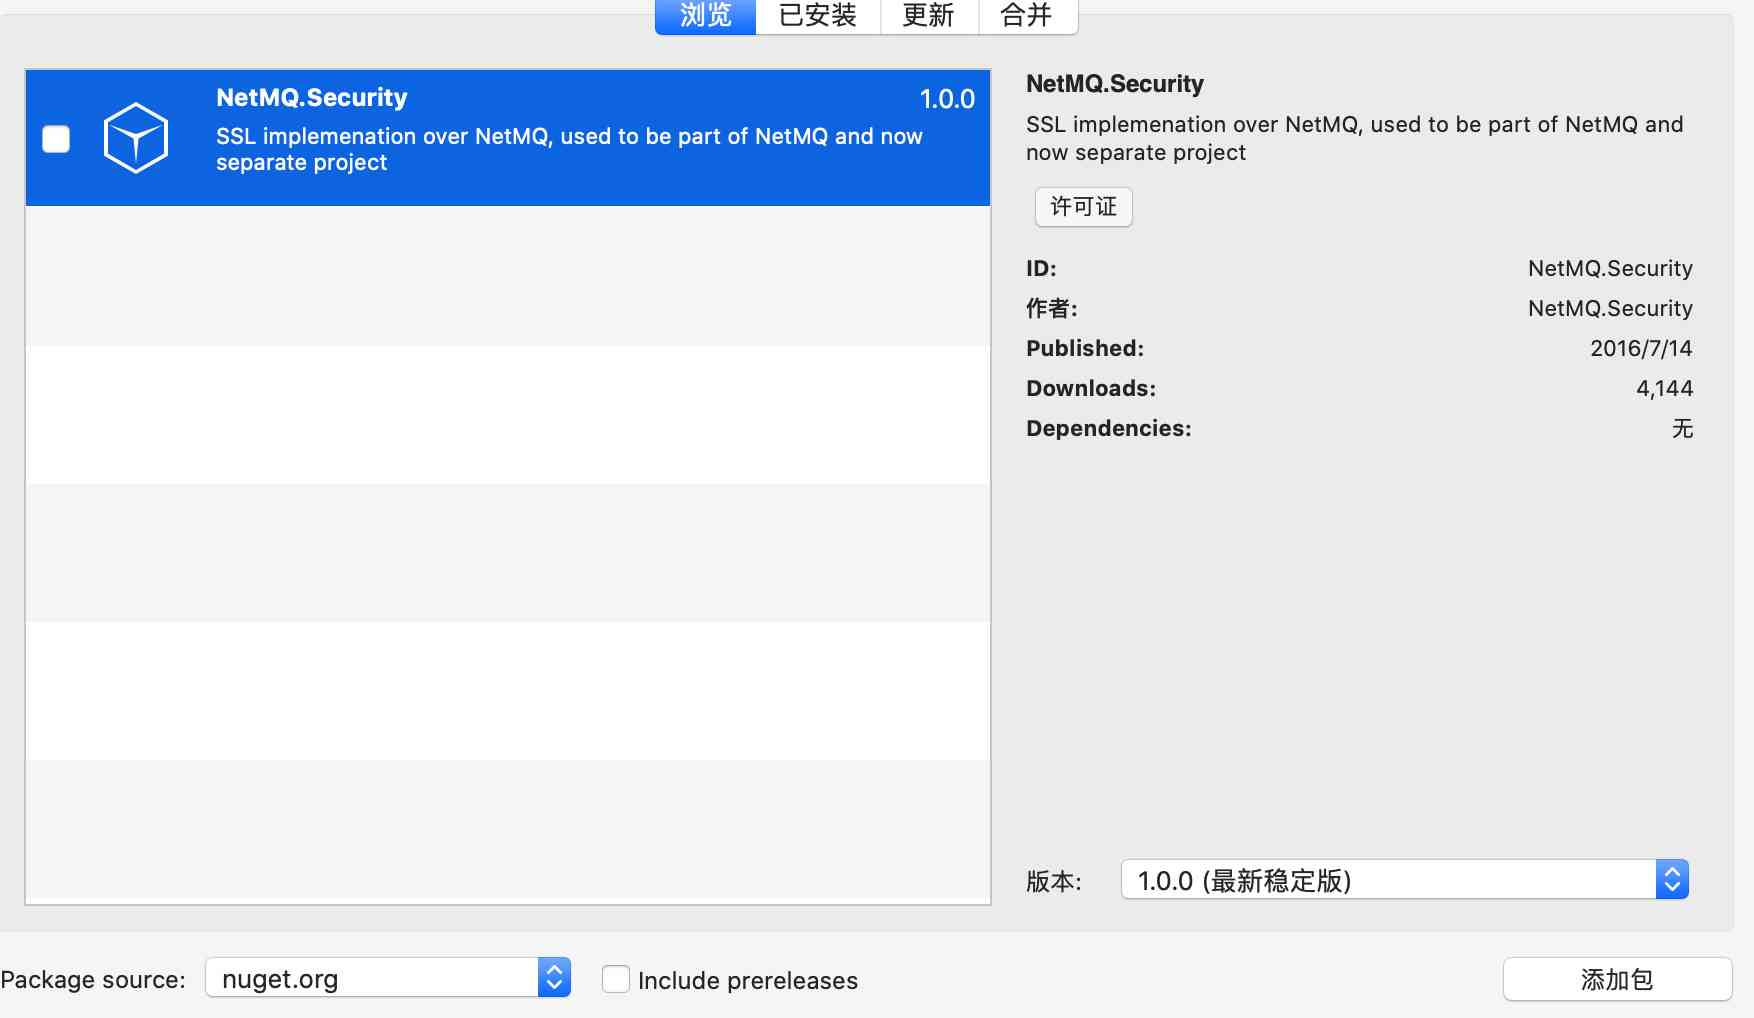 浏览 已安装 更新 合并
NetMQ.Security 1.0.0
SSL implemenation over NetMQ, used to be part of NetMQ and now
separate project
NetMQ.Security
SSL implemenation over NetMQ, used to be part of NetMQ and
now separate project
许可证
ID: NetMQ.Security
作者: NetMQ.Security
Published: 2016/7/14
Downloads: 4,144
Dependencies: 无
版本: 1.0.0 (最新稳定版)
Package source: nuget.org Include prereleases 添加包